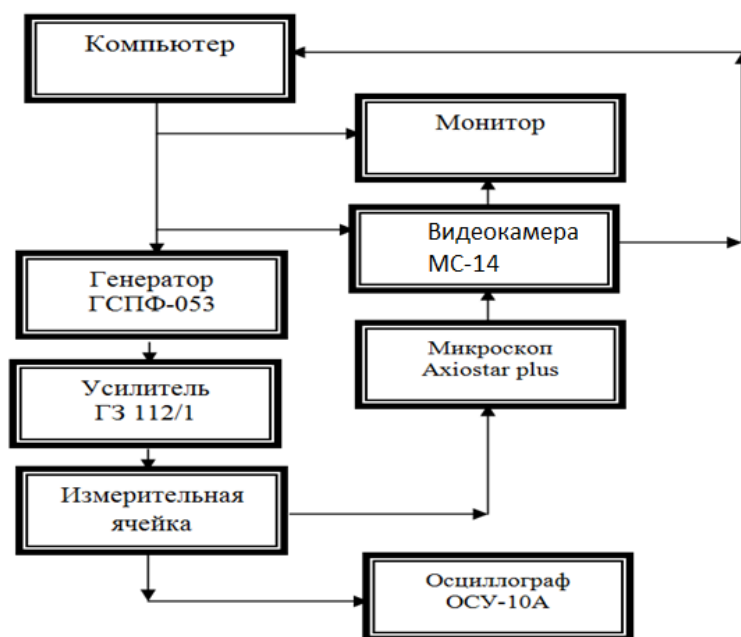 Компьютер
Монитор
Видеокамера
МС-14
Генератор
ГСПФ-053
Микроскоп
Axiostar plus
Усилитель
ГЗ 112/1
Измерительная
ячейка
Осциллограф
ОСУ-10А